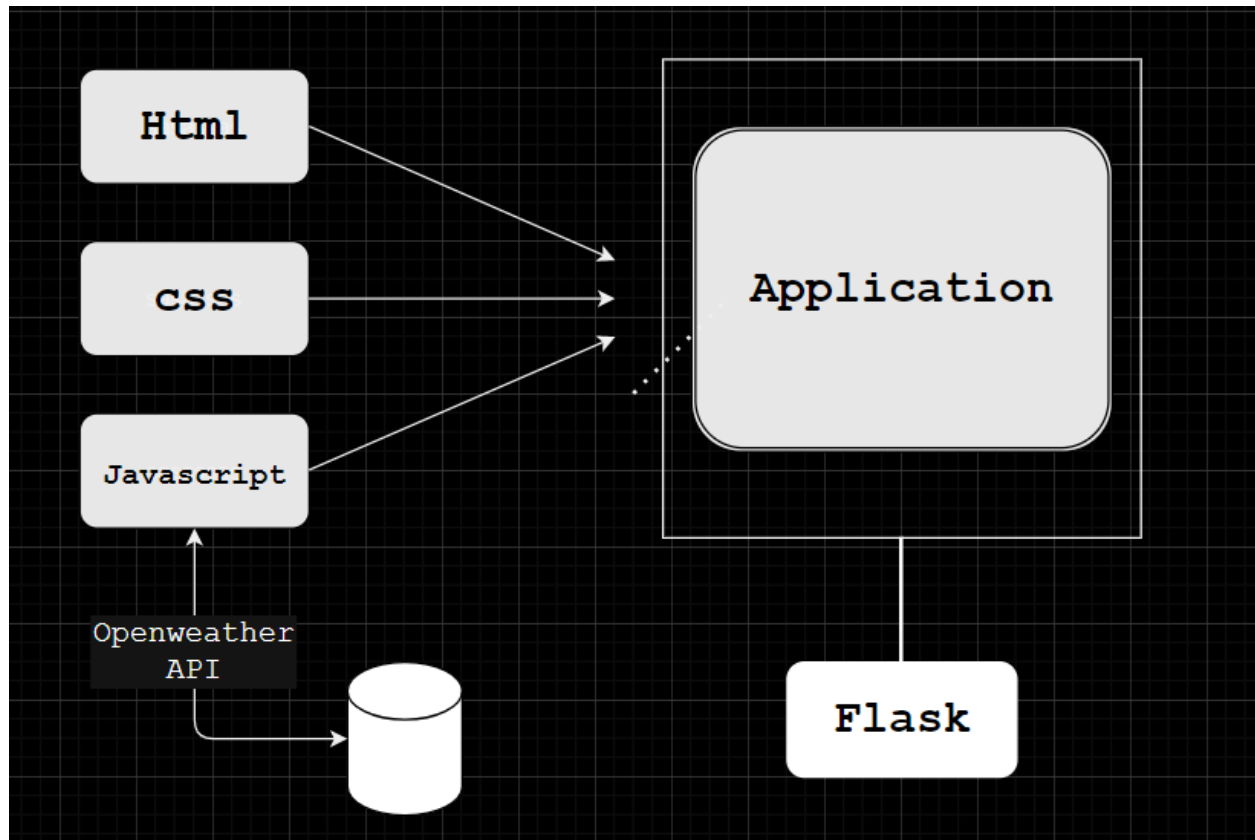 Html
css
Application
Javascript
Openweather
API
Flask